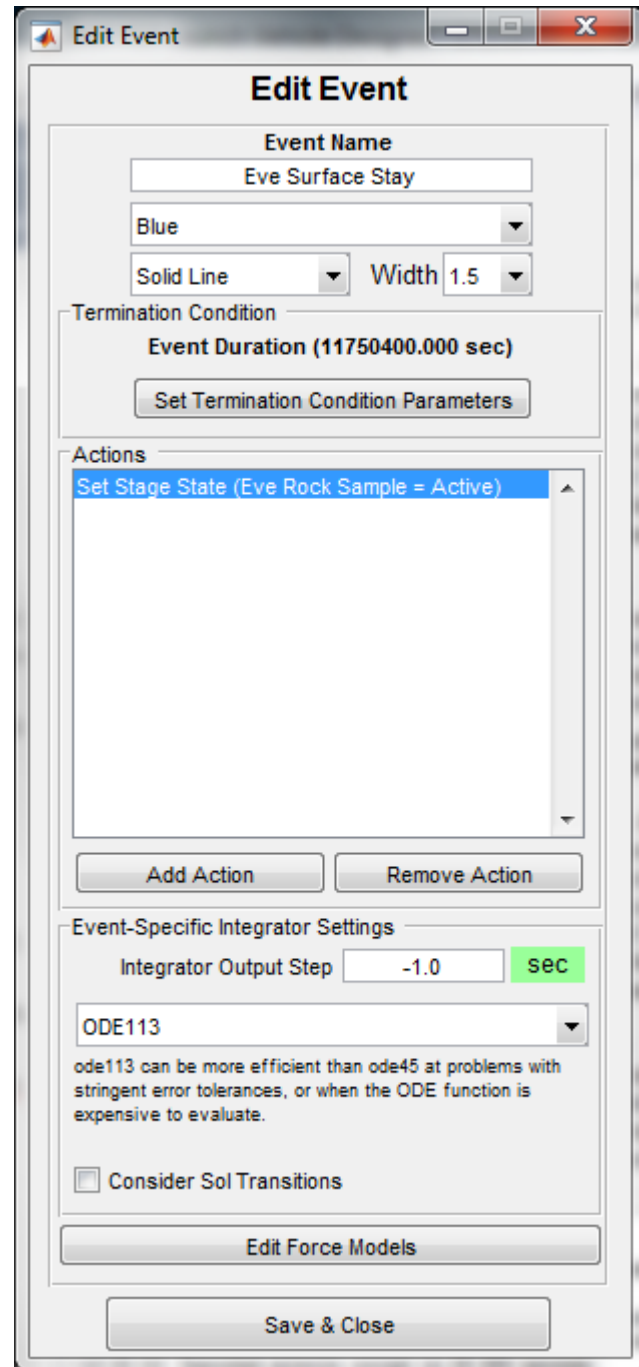 Edit Event
Edit Event
Event Name
Eve Surface Stay
Blue
Solid Line Width 1.5
Termination Condition
Event Duration (11750400.000 sec)
Set Termination Condition Parameters
Actions
Set Stage State (Eve Rock Sample = Active)
Add Action Remove Action
Event-Specific Integrator Settings
Integrator Output Step -1.0 sec
ODE113
ode113 can be more efficient than ode45 at problems with
stringent error tolerances, or when the ODE function is
expensive to evaluate.
Consider SoI Transitions
Edit Force Models
Save & Close